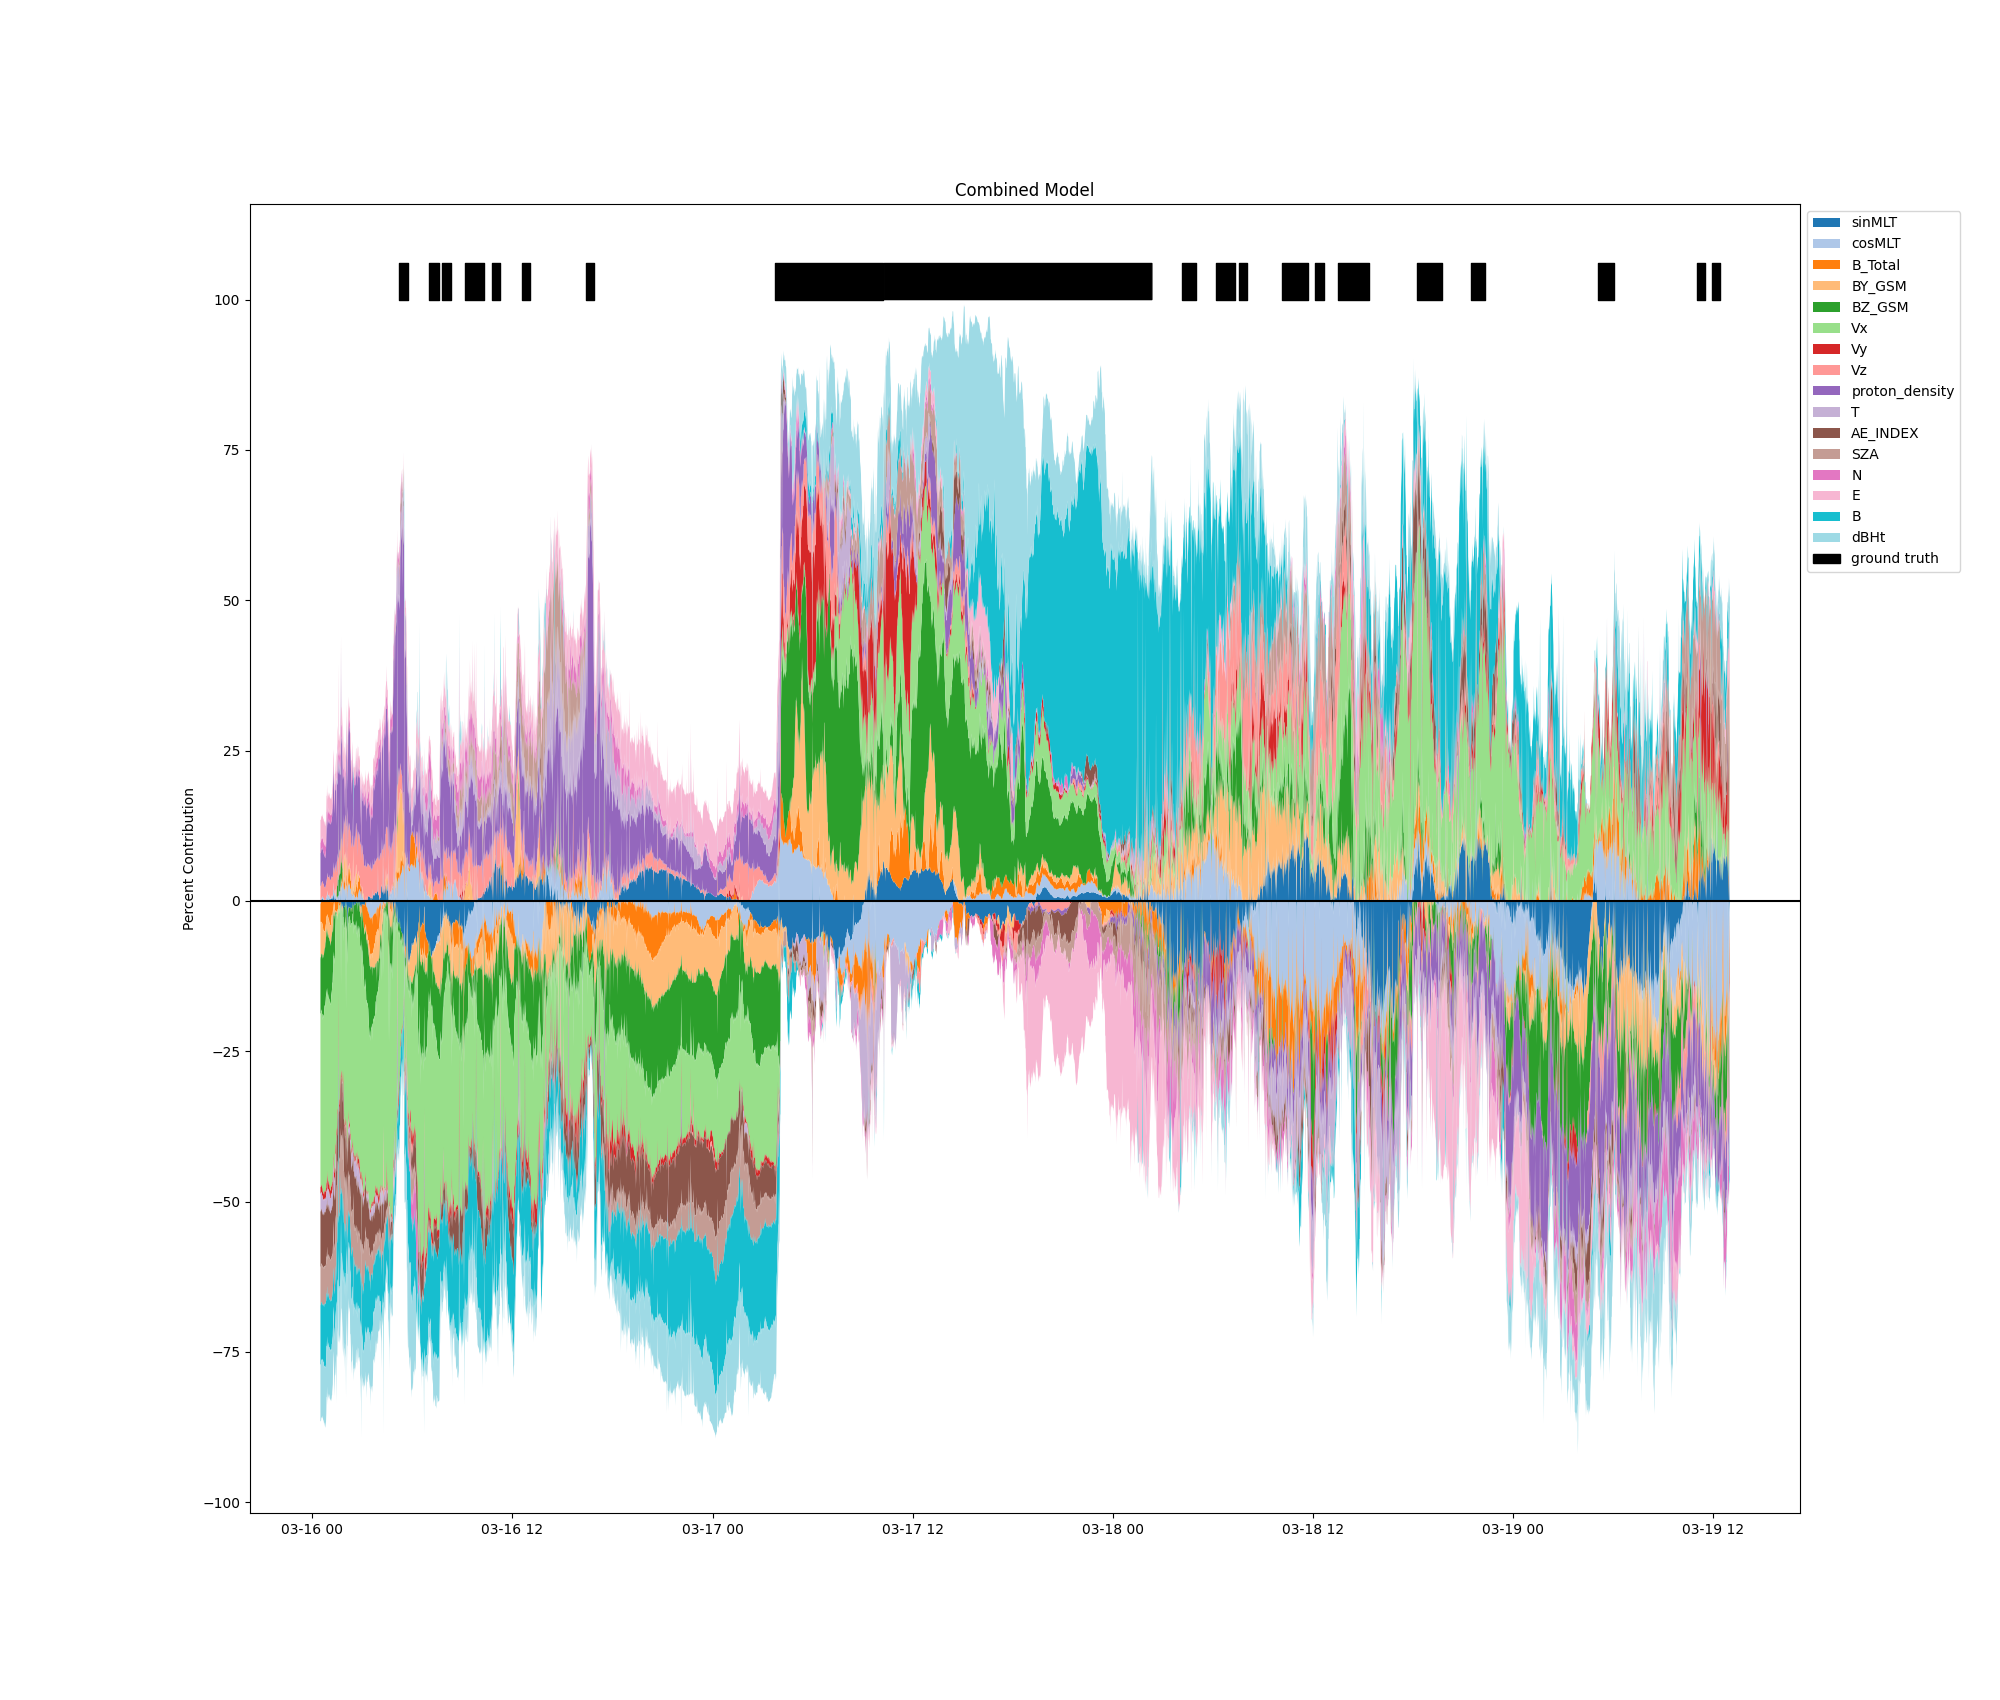 Combined Model
sinMLT
cosMLT
B_Total
BY_GSM
BZ_GSM
Vx
Vy
Vz
proton_density
T
AE_INDEX
SZA
N
E
B
dBHt
ground truth
Percent Contribution
100
75
50
25
0
−25
−50
−75
−100
03-16 00
03-16 12
03-17 00
03-17 12
03-18 00
03-18 12
03-19 00
03-19 12